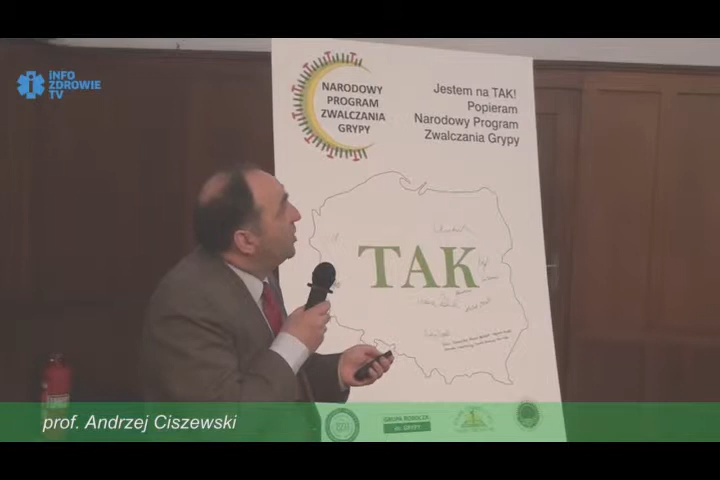 iNFO
ZDROWIE
TV
NARODOWY
PROGRAM
ZWALCZANIA
GRYPY
Jestem na TAK!
Popieram
Narodowy Program
Zwalczania Grypy
TAK
prof. Andrzej Ciszewski
GRUPA ROBOCZA
ds. GRYPY